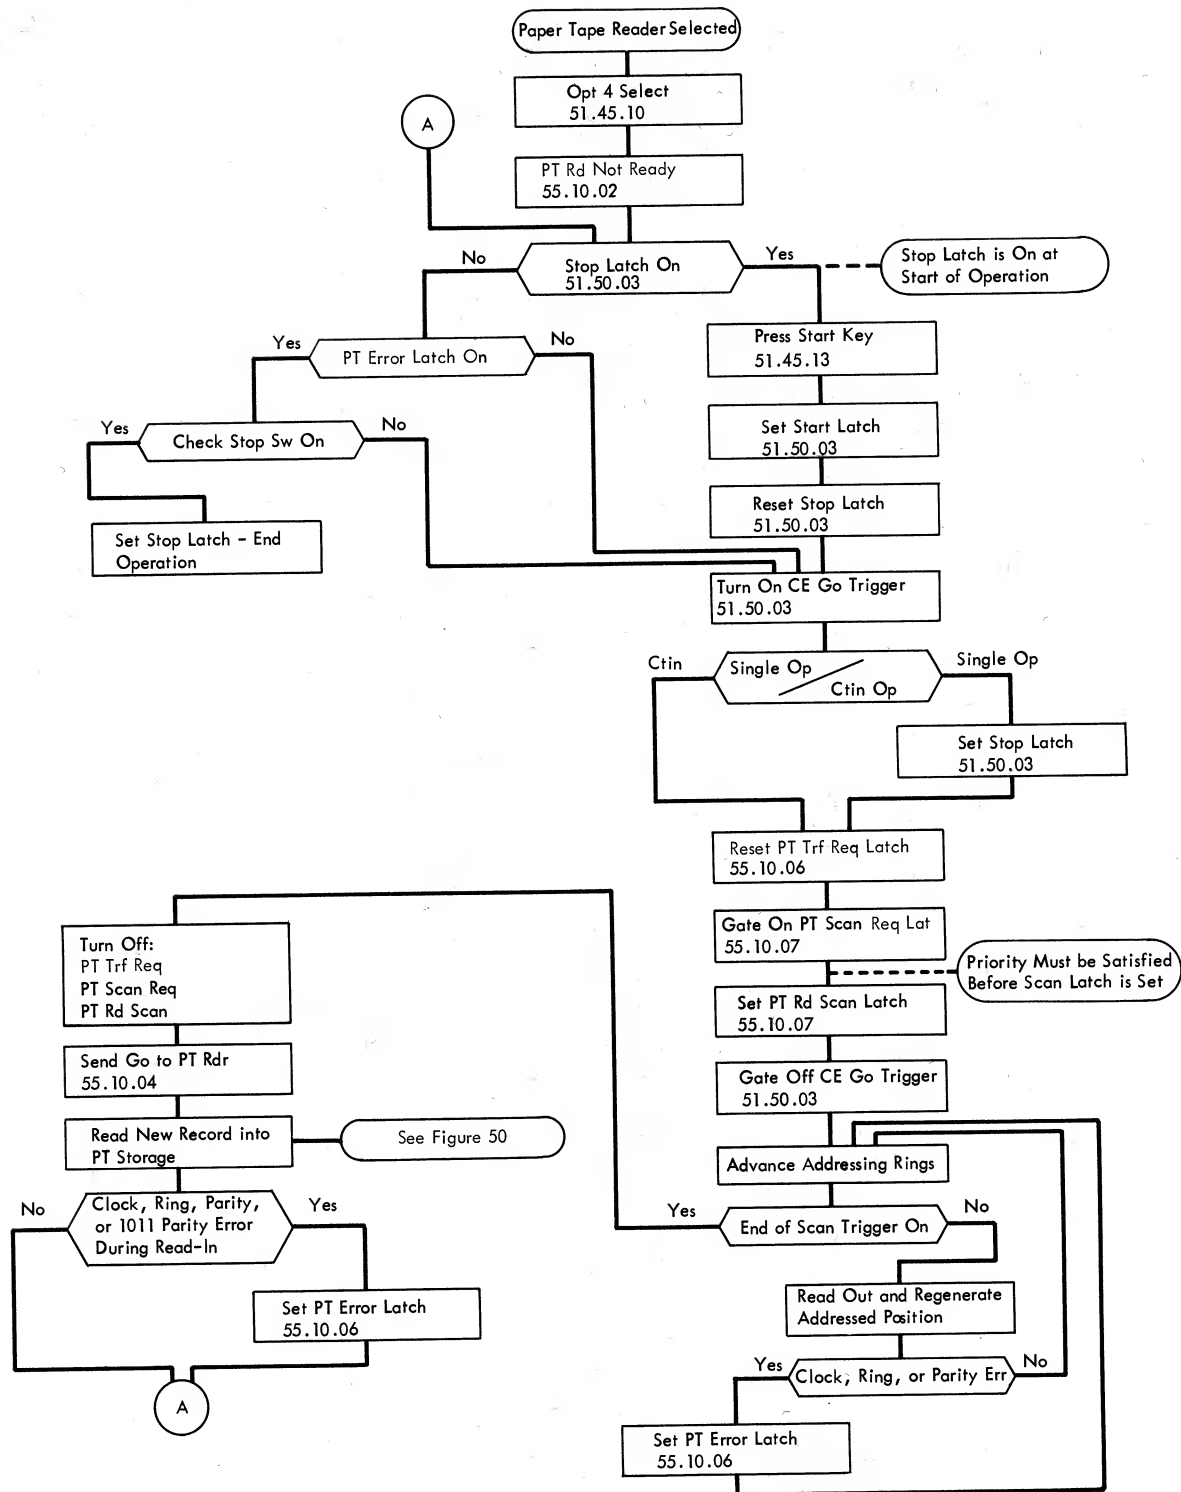 Paper Tape Reader Selected
Opt 4 Select
51.45.10
A
PT Rd Not Ready
55.10.02
No
Stop Latch On
51.50.03
Yes
Stop Latch is On at
Start of Operation
Yes
PT Error Latch On
No
Press Start Key
51.45.13
Yes
Check Stop Sw On
No
Set Start Latch
51.50.03
Reset Stop Latch
51.50.03
Set Stop Latch - End
Operation
Turn On CE Go Trigger
51.50.03
Ctin
Single Op
Ctin Op
Single Op
Set Stop Latch
51.50.03
Reset PT Trf Req Latch
55.10.06
Gate On PT Scan Req Lat
55.10.07
Priority Must be Satisfied
Before Scan Latch is Set
Set PT Rd Scan Latch
55.10.07
Gate Off CE Go Trigger
51.50.03
Advance Addressing Rings
Yes
End of Scan Trigger On
No
Turn Off:
PT Trf Req
PT Scan Req
PT Rd Scan
Send Go to PT Rdr
55.10.04
Read New Record into
PT Storage
See Figure 50
No
Clock, Ring, Parity,
or 1011 Parity Error
During Read-In
Yes
Set PT Error Latch
55.10.06
A
Read Out and Regenerate
Addressed Position
Yes
Clock, Ring, or Parity Err
No
Set PT Error Latch
55.10.06